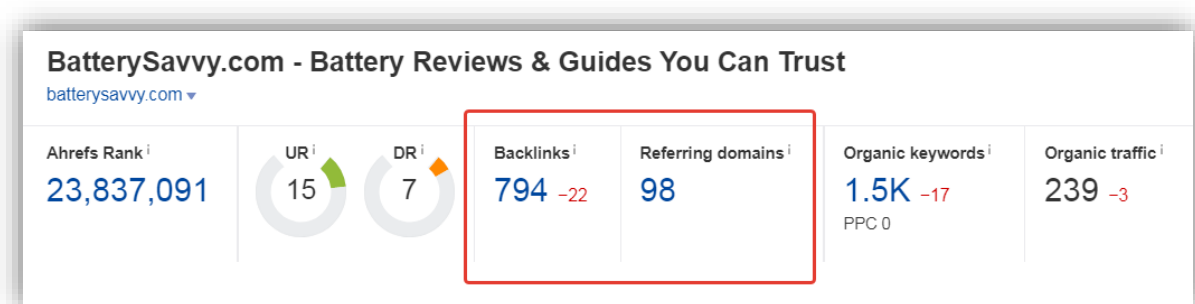 BatterySavvy.com - Battery Reviews & Guides You Can Trust
batterysavvy.com
Ahrefs Rank i
23,837,091
UR i
15
DR i
7
Backlinks i
794 -22
Referring domains i
98
Organic keywords i
1.5K -17
PPC 0
Organic traffic i
239 -3